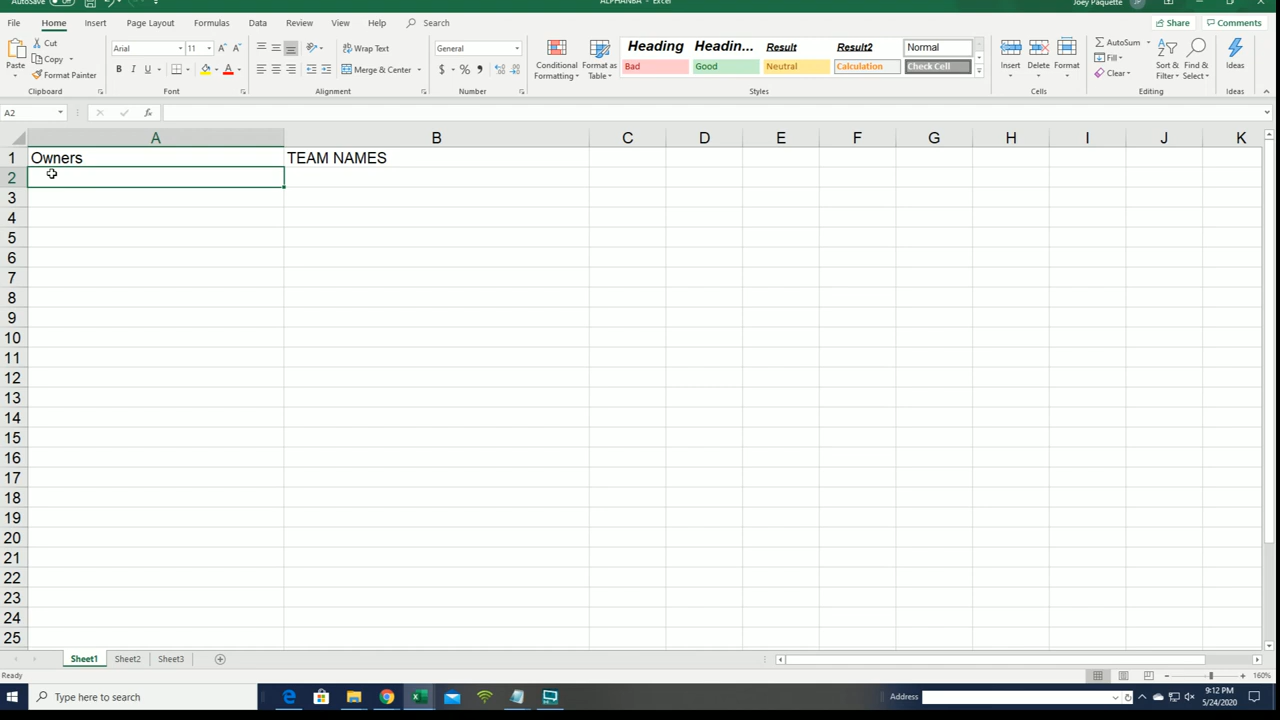 AutoSave Off ALPHANBA - Excel Joey Paquette JP
File Home Insert Page Layout Formulas Data Review View Help Search Share Comments
Paste Cut Copy Format Painter Clipboard
Arial 11 B I U Font
Wrap Text Merge & Center Alignment
General $ % Number
Conditional Formatting Format as Table
Heading Headin... Result Result2 Normal
Bad Good Neutral Calculation Check Cell
Styles
Insert Delete Format Cells
AutoSum Fill Clear Sort & Filter Find & Select Editing
Ideas Ideas
A2 fx
A B C D E F G H I J K
1 Owners TEAM NAMES
2
3
4
5
6
7
8
9
10
11
12
13
14
15
16
17
18
19
20
21
22
23
24
25
Sheet1 Sheet2 Sheet3
Ready 160%
Type here to search Address 9:12 PM
5/24/2020